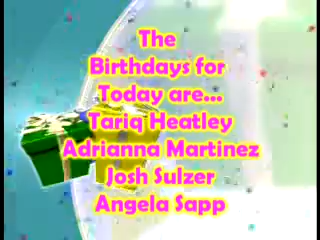 The
Birthdays for
Today are...
Tariq Heatley
Adrianna Martinez
Josh Sulzer
Angela Sapp